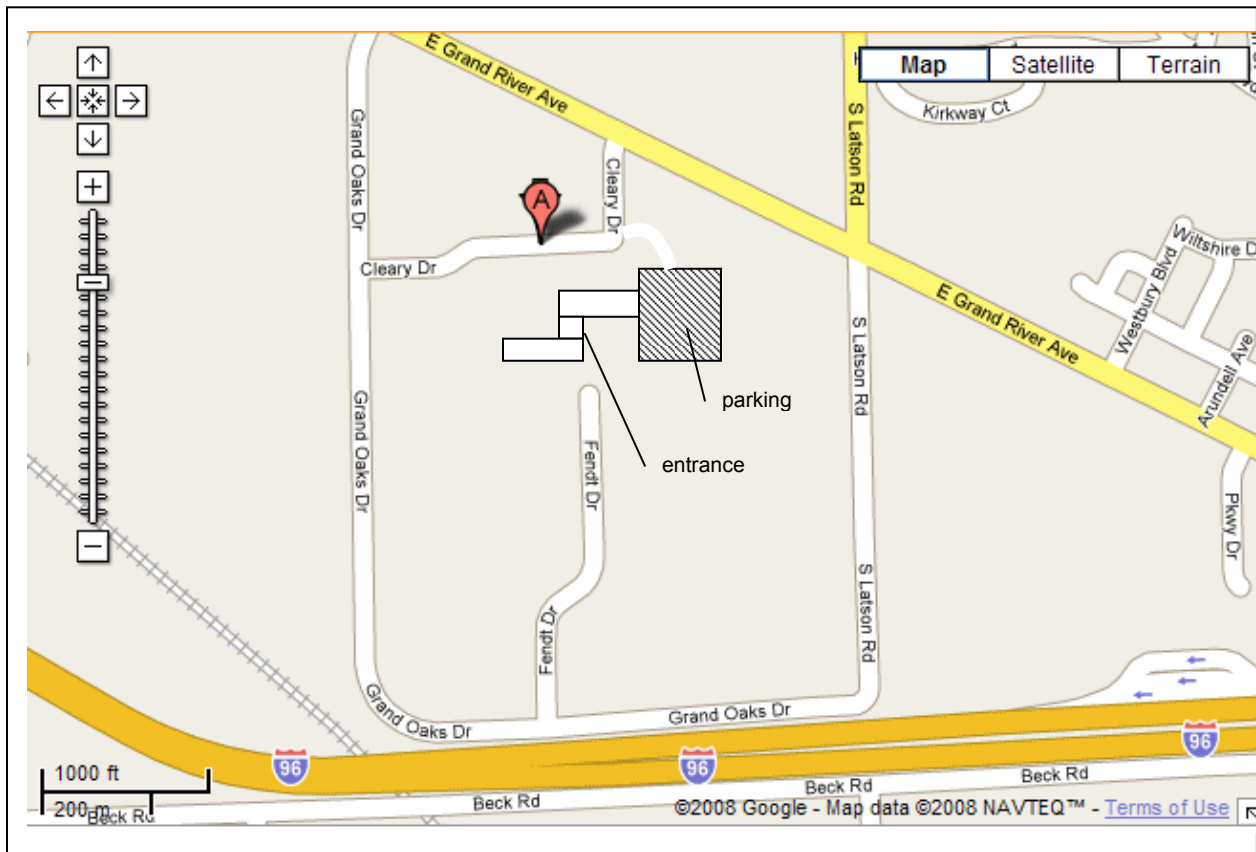 E Grand River Ave
Map
Satellite
Terrain
Kirkway Ct
Grand Oaks Dr
S Latson Rd
Cleary Dr
A
Cleary Dr
Wiltshire D
Westbury Blvd
E Grand River Ave
S Latson Rd
Arundell Ave
Grand Oaks Dr
parking
Fendt Dr
entrance
Pkwy Dr
S Latson Rd
Fendt Dr
Grand Oaks Dr
Grand Oaks Dr
96
96
96
1000 ft
200 m
Beck Rd
Beck Rd
Beck Rd
©2008 Google - Map data ©2008 NAVTEQ™ - Terms of Use